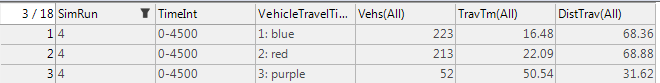 3 / 18 SimRun TimeInt VehicleTravelTi... Vehs(All) TravTm(All) DistTrav(All)
1 4 0-4500 1: blue 223 16.48 68.36
2 4 0-4500 2: red 213 22.09 68.88
3 4 0-4500 3: purple 52 50.54 31.62